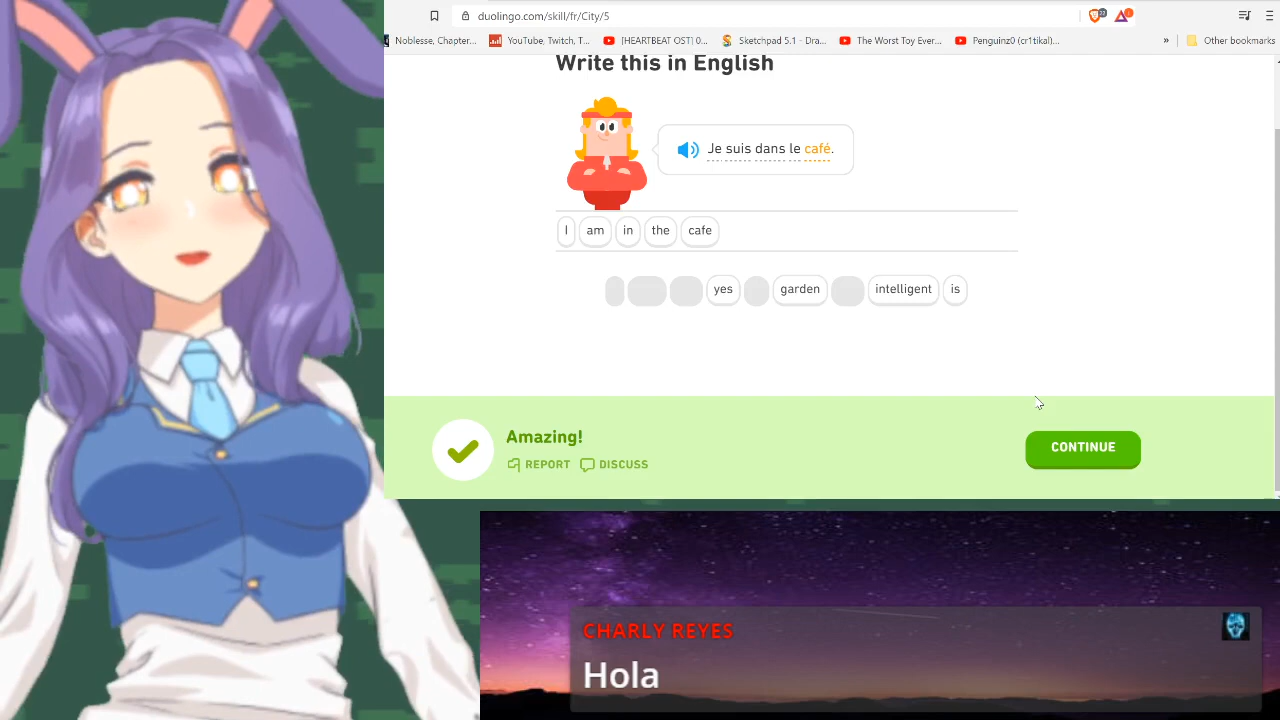 duolingo.com/skill/fr/City/5
Noblesse, Chapter...
YouTube, Twitch, T...
[HEARTBEAT OST] 0...
Sketchpad 5.1 - Dra...
The Worst Toy Ever...
Penguinz0 (cr1tikal)...
»
Other bookmarks
Write this in English
Je suis dans le café.
I am in the cafe
yes garden intelligent is
Amazing!
REPORT DISCUSS
CONTINUE
CHARLY REYES
Hola